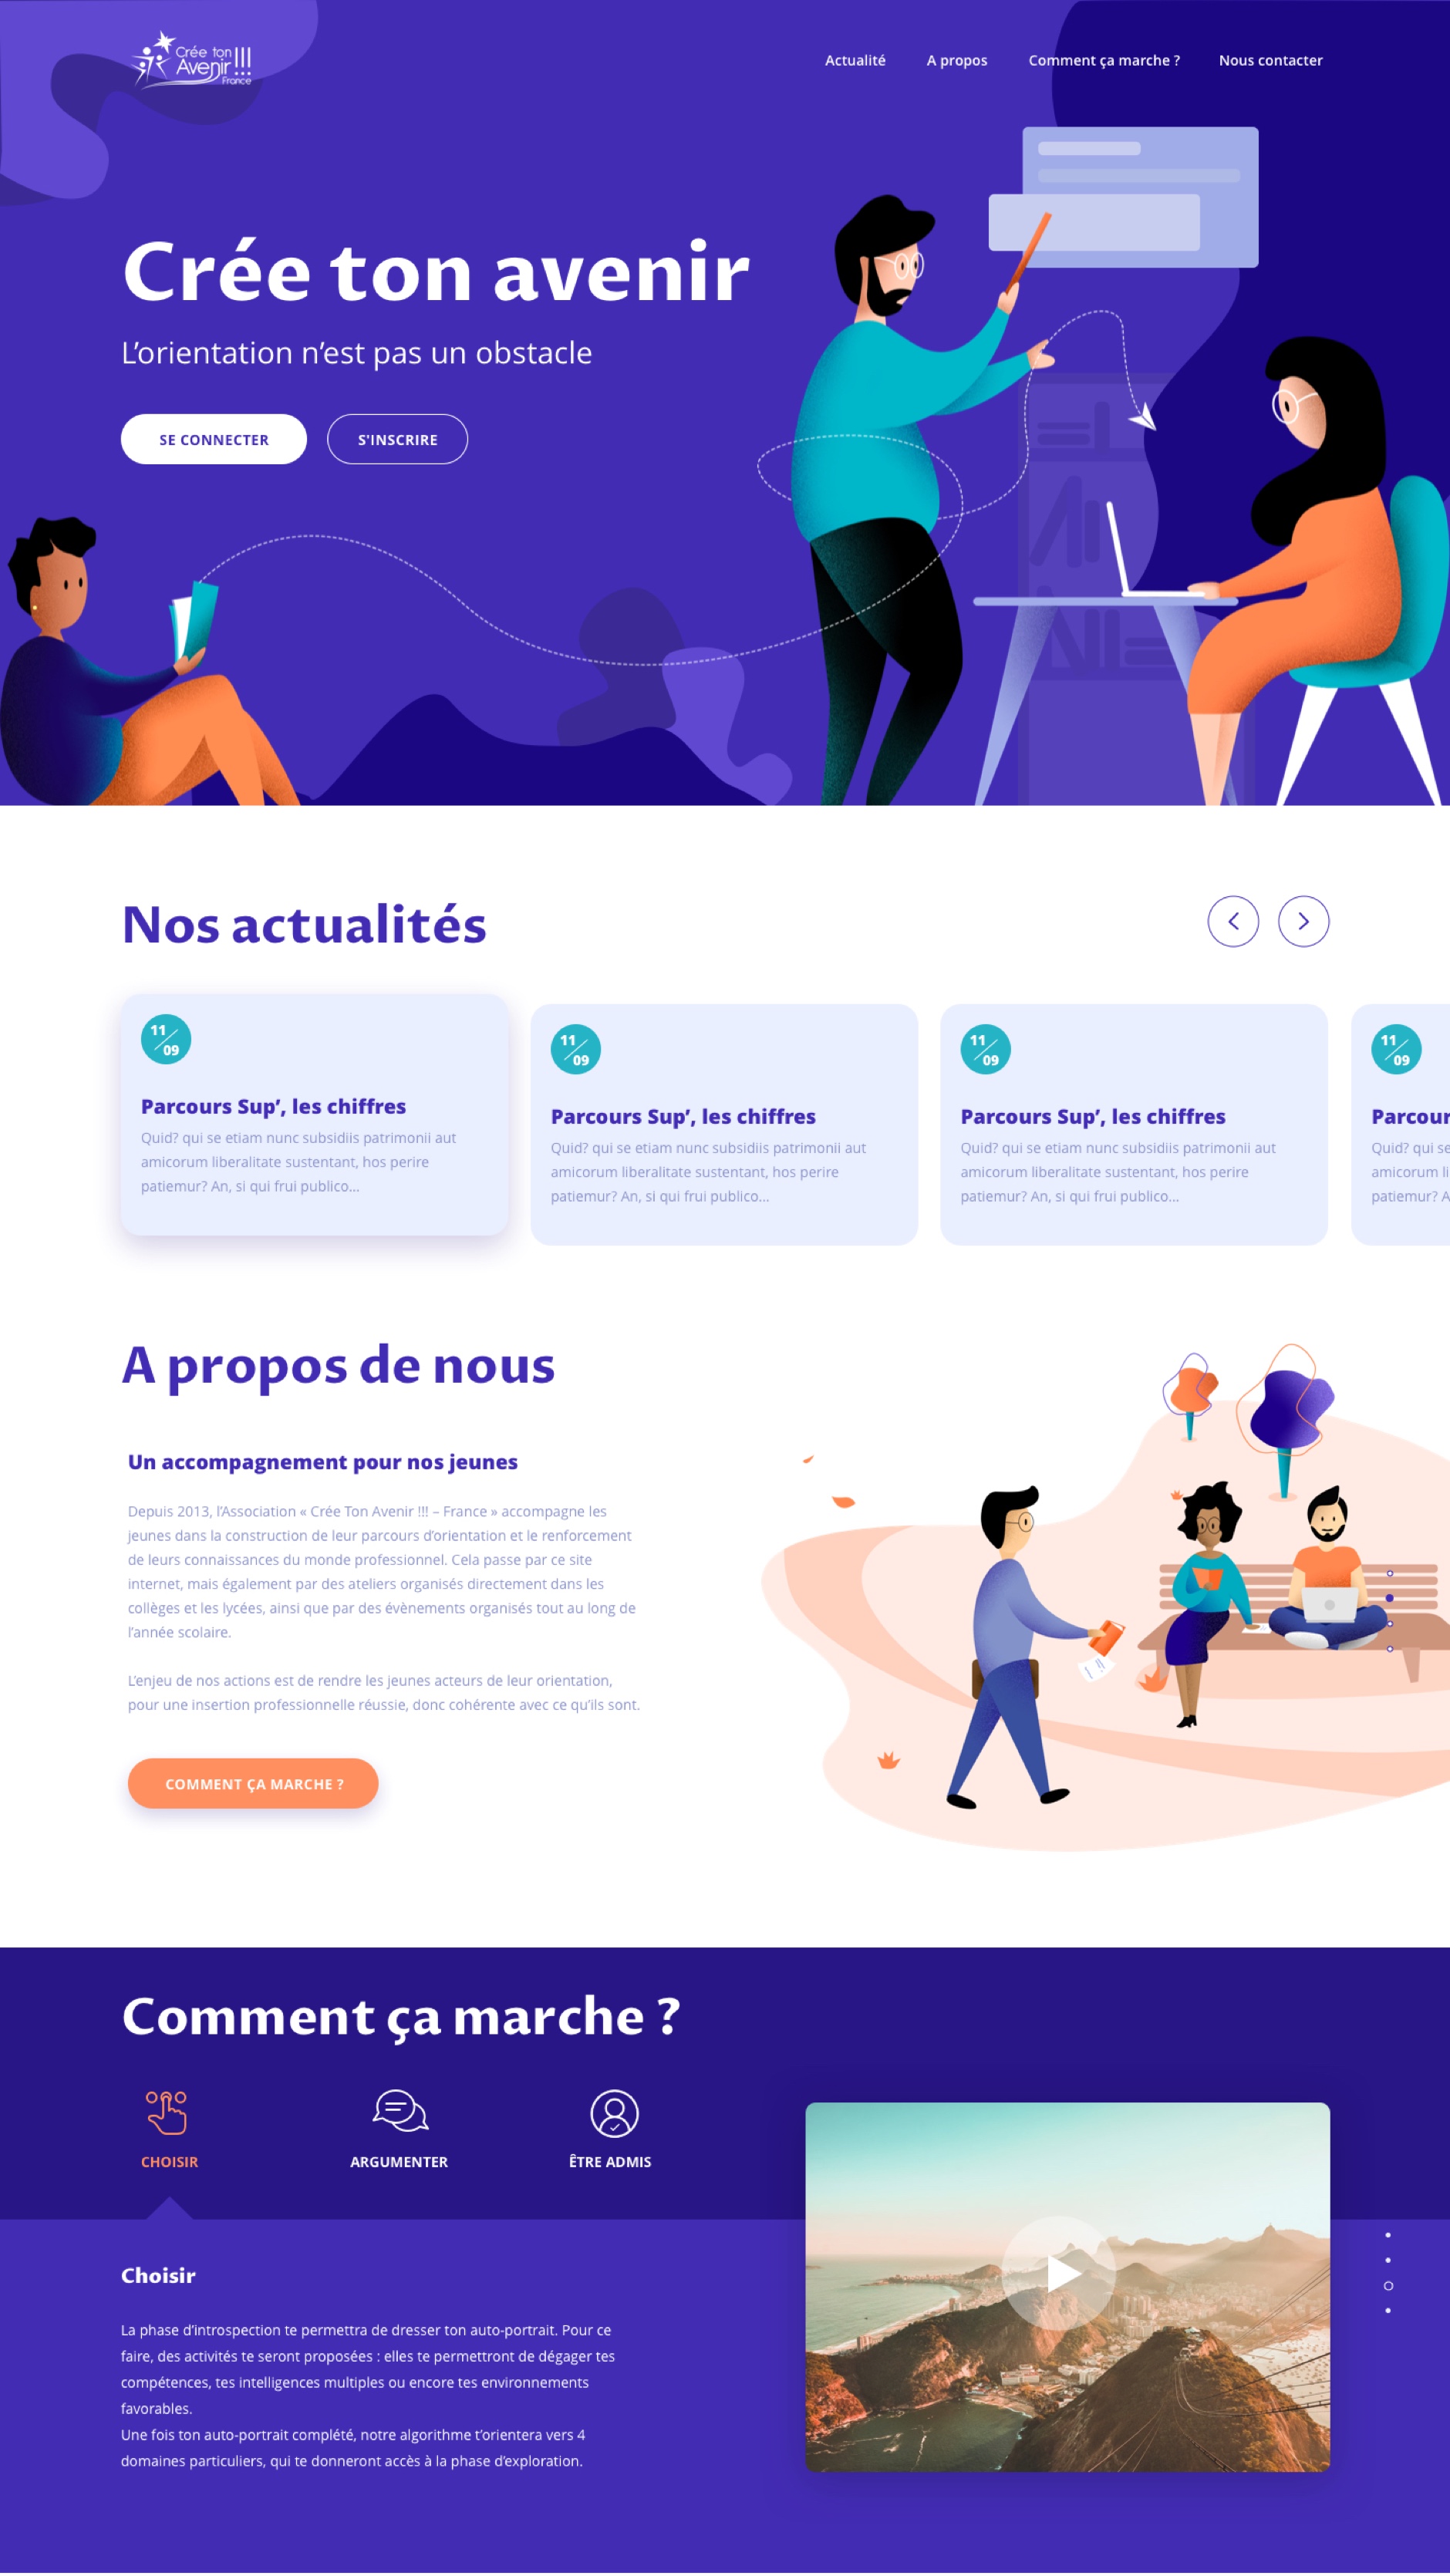 Crée ton
Avenir !!!
France
Actualité
A propos
Comment ça marche ?
Nous contacter
Crée ton avenir
L’orientation n’est pas un obstacle
SE CONNECTER
S'INSCRIRE
Nos actualités
11
09
Parcours Sup’, les chiffres
Quid? qui se etiam nunc subsidiis patrimonii aut
amicorum liberalitate sustentant, hos perire
patiemur? An, si qui frui publico...
11
09
Parcours Sup’, les chiffres
Quid? qui se etiam nunc subsidiis patrimonii aut
amicorum liberalitate sustentant, hos perire
patiemur? An, si qui frui publico...
11
09
Parcours Sup’, les chiffres
Quid? qui se etiam nunc subsidiis patrimonii aut
amicorum liberalitate sustentant, hos perire
patiemur? An, si qui frui publico...
11
09
Parcour
Quid? qui se
amicorum li
patiemur? A
A propos de nous
Un accompagnement pour nos jeunes
Depuis 2013, l’Association « Crée Ton Avenir !!! – France » accompagne les
jeunes dans la construction de leur parcours d’orientation et le renforcement
de leurs connaissances du monde professionnel. Cela passe par ce site
internet, mais également par des ateliers organisés directement dans les
collèges et les lycées, ainsi que par des évènements organisés tout au long de
l’année scolaire.
L’enjeu de nos actions est de rendre les jeunes acteurs de leur orientation,
pour une insertion professionnelle réussie, donc cohérente avec ce qu’ils sont.
COMMENT ÇA MARCHE ?
Comment ça marche ?
CHOISIR
ARGUMENTER
ÊTRE ADMIS
Choisir
La phase d’introspection te permettra de dresser ton auto-portrait. Pour ce
faire, des activités te seront proposées : elles te permettront de dégager tes
compétences, tes intelligences multiples ou encore tes environnements
favorables.
Une fois ton auto-portrait complété, notre algorithme t’orientera vers 4
domaines particuliers, qui te donneront accès à la phase d’exploration.